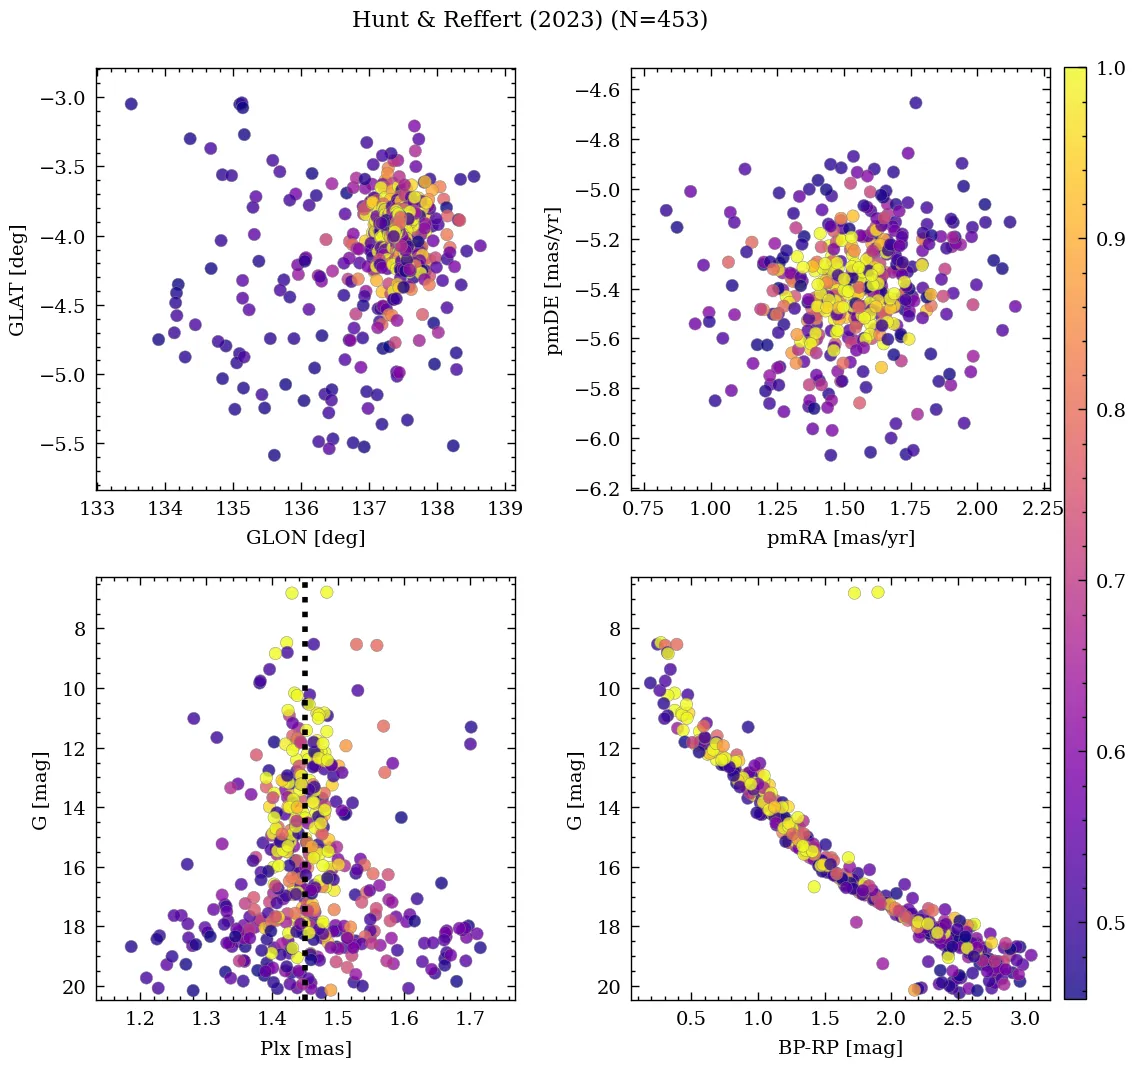 Hunt & Reffert (2023) (N=453)
−3.0
−3.5
−4.0
−4.5
−5.0
−5.5
GLAT [deg]
133 134 135 136 137 138 139
GLON [deg]
−4.6
−4.8
−5.0
−5.2
−5.4
−5.6
−5.8
−6.0
−6.2
pmDE [mas/yr]
0.75 1.00 1.25 1.50 1.75 2.00 2.25
pmRA [mas/yr]
1.0
0.9
0.8
0.7
0.6
0.5
8
10
12
14
16
18
20
G [mag]
1.2 1.3 1.4 1.5 1.6 1.7
Plx [mas]
8
10
12
14
16
18
20
G [mag]
0.5 1.0 1.5 2.0 2.5 3.0
BP-RP [mag]